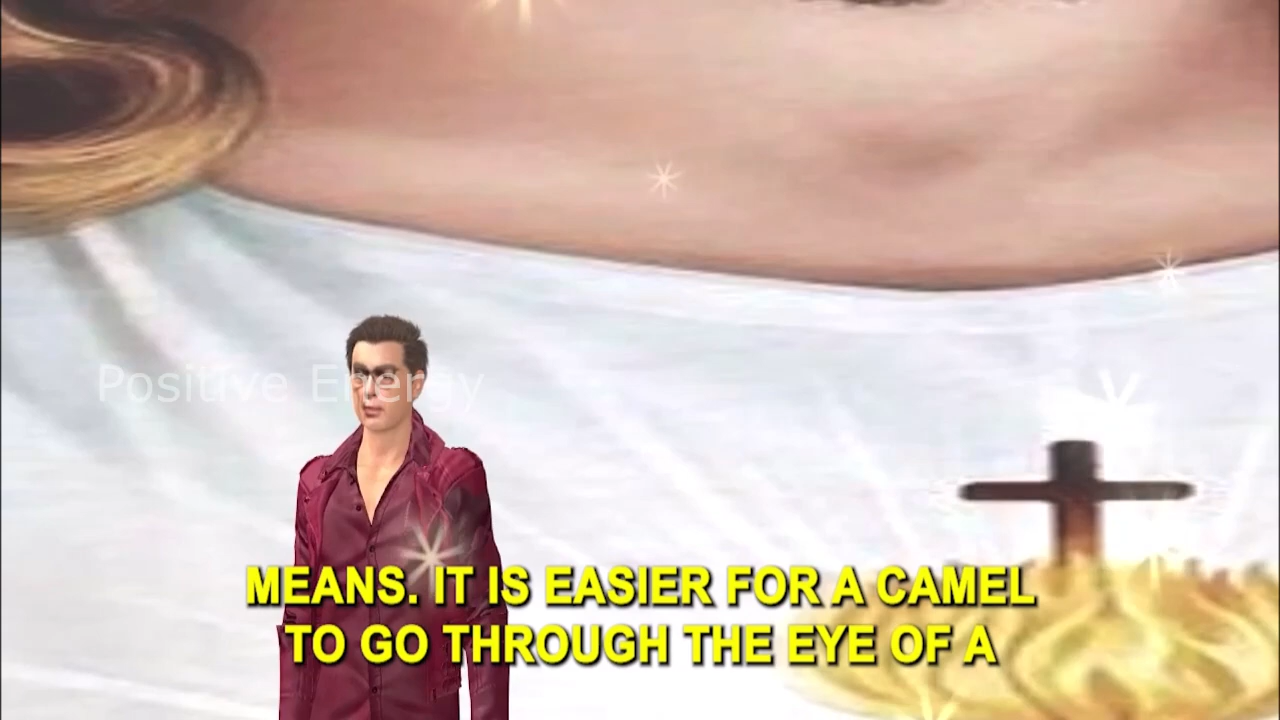 Positive Energy
MEANS. IT IS EASIER FOR A CAMEL
TO GO THROUGH THE EYE OF A